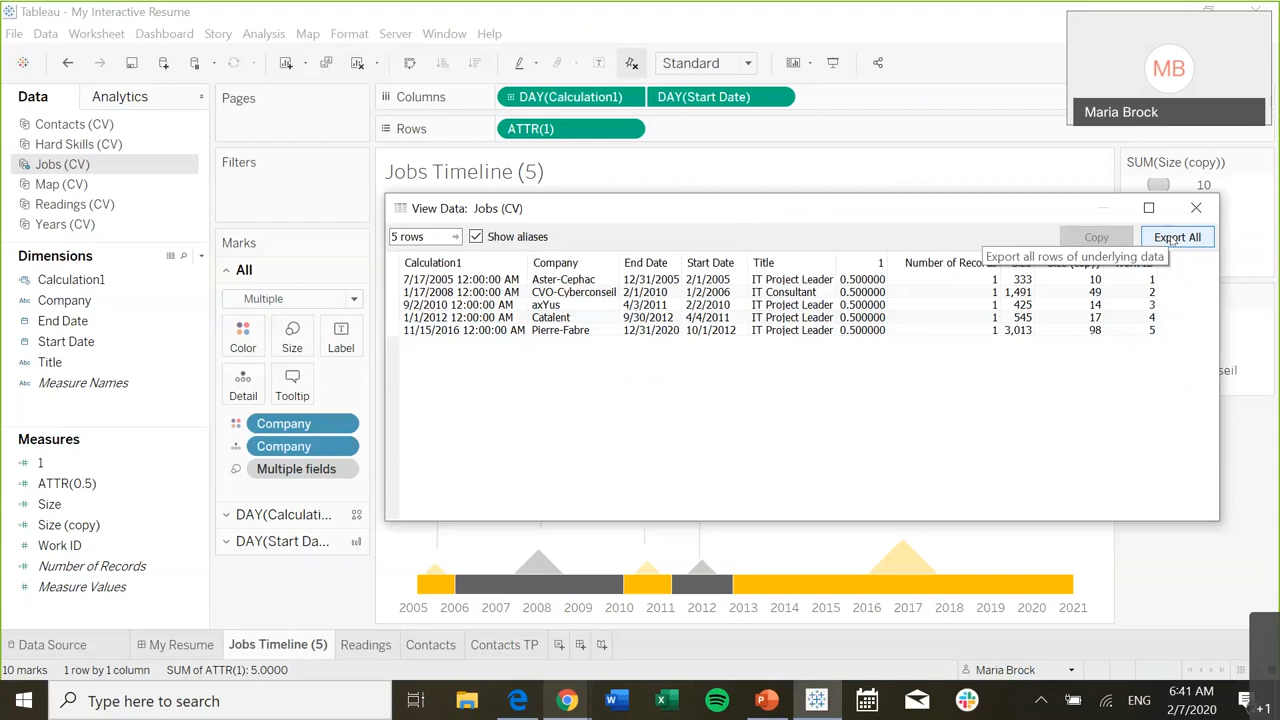 Tableau - My Interactive Resume
File Data Worksheet Dashboard Story Analysis Map Format Server Window Help
Standard
MB
Maria Brock
Data Analytics
Contacts (CV)
Hard Skills (CV)
Jobs (CV)
Map (CV)
Readings (CV)
Years (CV)
Dimensions
Calculation1
Abc Company
End Date
Start Date
Abc Title
Abc Measure Names
Measures
1
ATTR(0.5)
Size
Size (copy)
Work ID
Number of Records
Measure Values
Pages
Filters
Marks
All
Multiple
Color Size Label
Detail Tooltip
Company
Company
Multiple fields
DAY(Calculati...
DAY(Start Da...
Columns DAY(Calculation1) DAY(Start Date)
Rows ATTR(1)
Jobs Timeline (5)
SUM(Size (copy))
10
View Data: Jobs (CV)
5 rows Show aliases Copy Export All
Export all rows of underlying data
Calculation1 Company End Date Start Date Title 1 Number of Records
7/17/2005 12:00:00 AM Aster-Cephac 12/31/2005 2/1/2005 IT Project Leader 0.500000 1 333 10 1
1/17/2008 12:00:00 AM CVO-Cyberconseil 2/1/2010 1/2/2006 IT Consultant 0.500000 1 1,491 49 2
9/2/2010 12:00:00 AM axYus 4/3/2011 2/2/2010 IT Project Leader 0.500000 1 425 14 3
1/1/2012 12:00:00 AM Catalent 9/30/2012 4/4/2011 IT Project Leader 0.500000 1 545 17 4
11/15/2016 12:00:00 AM Pierre-Fabre 12/31/2020 10/1/2012 IT Project Leader 0.500000 1 3,013 98 5
2005 2006 2007 2008 2009 2010 2011 2012 2013 2014 2015 2016 2017 2018 2019 2020 2021
Data Source My Resume Jobs Timeline (5) Readings Contacts Contacts TP
10 marks 1 row by 1 column SUM of ATTR(1): 5.0000 Maria Brock
Type here to search
ENG
6:41 AM
2/7/2020
+1